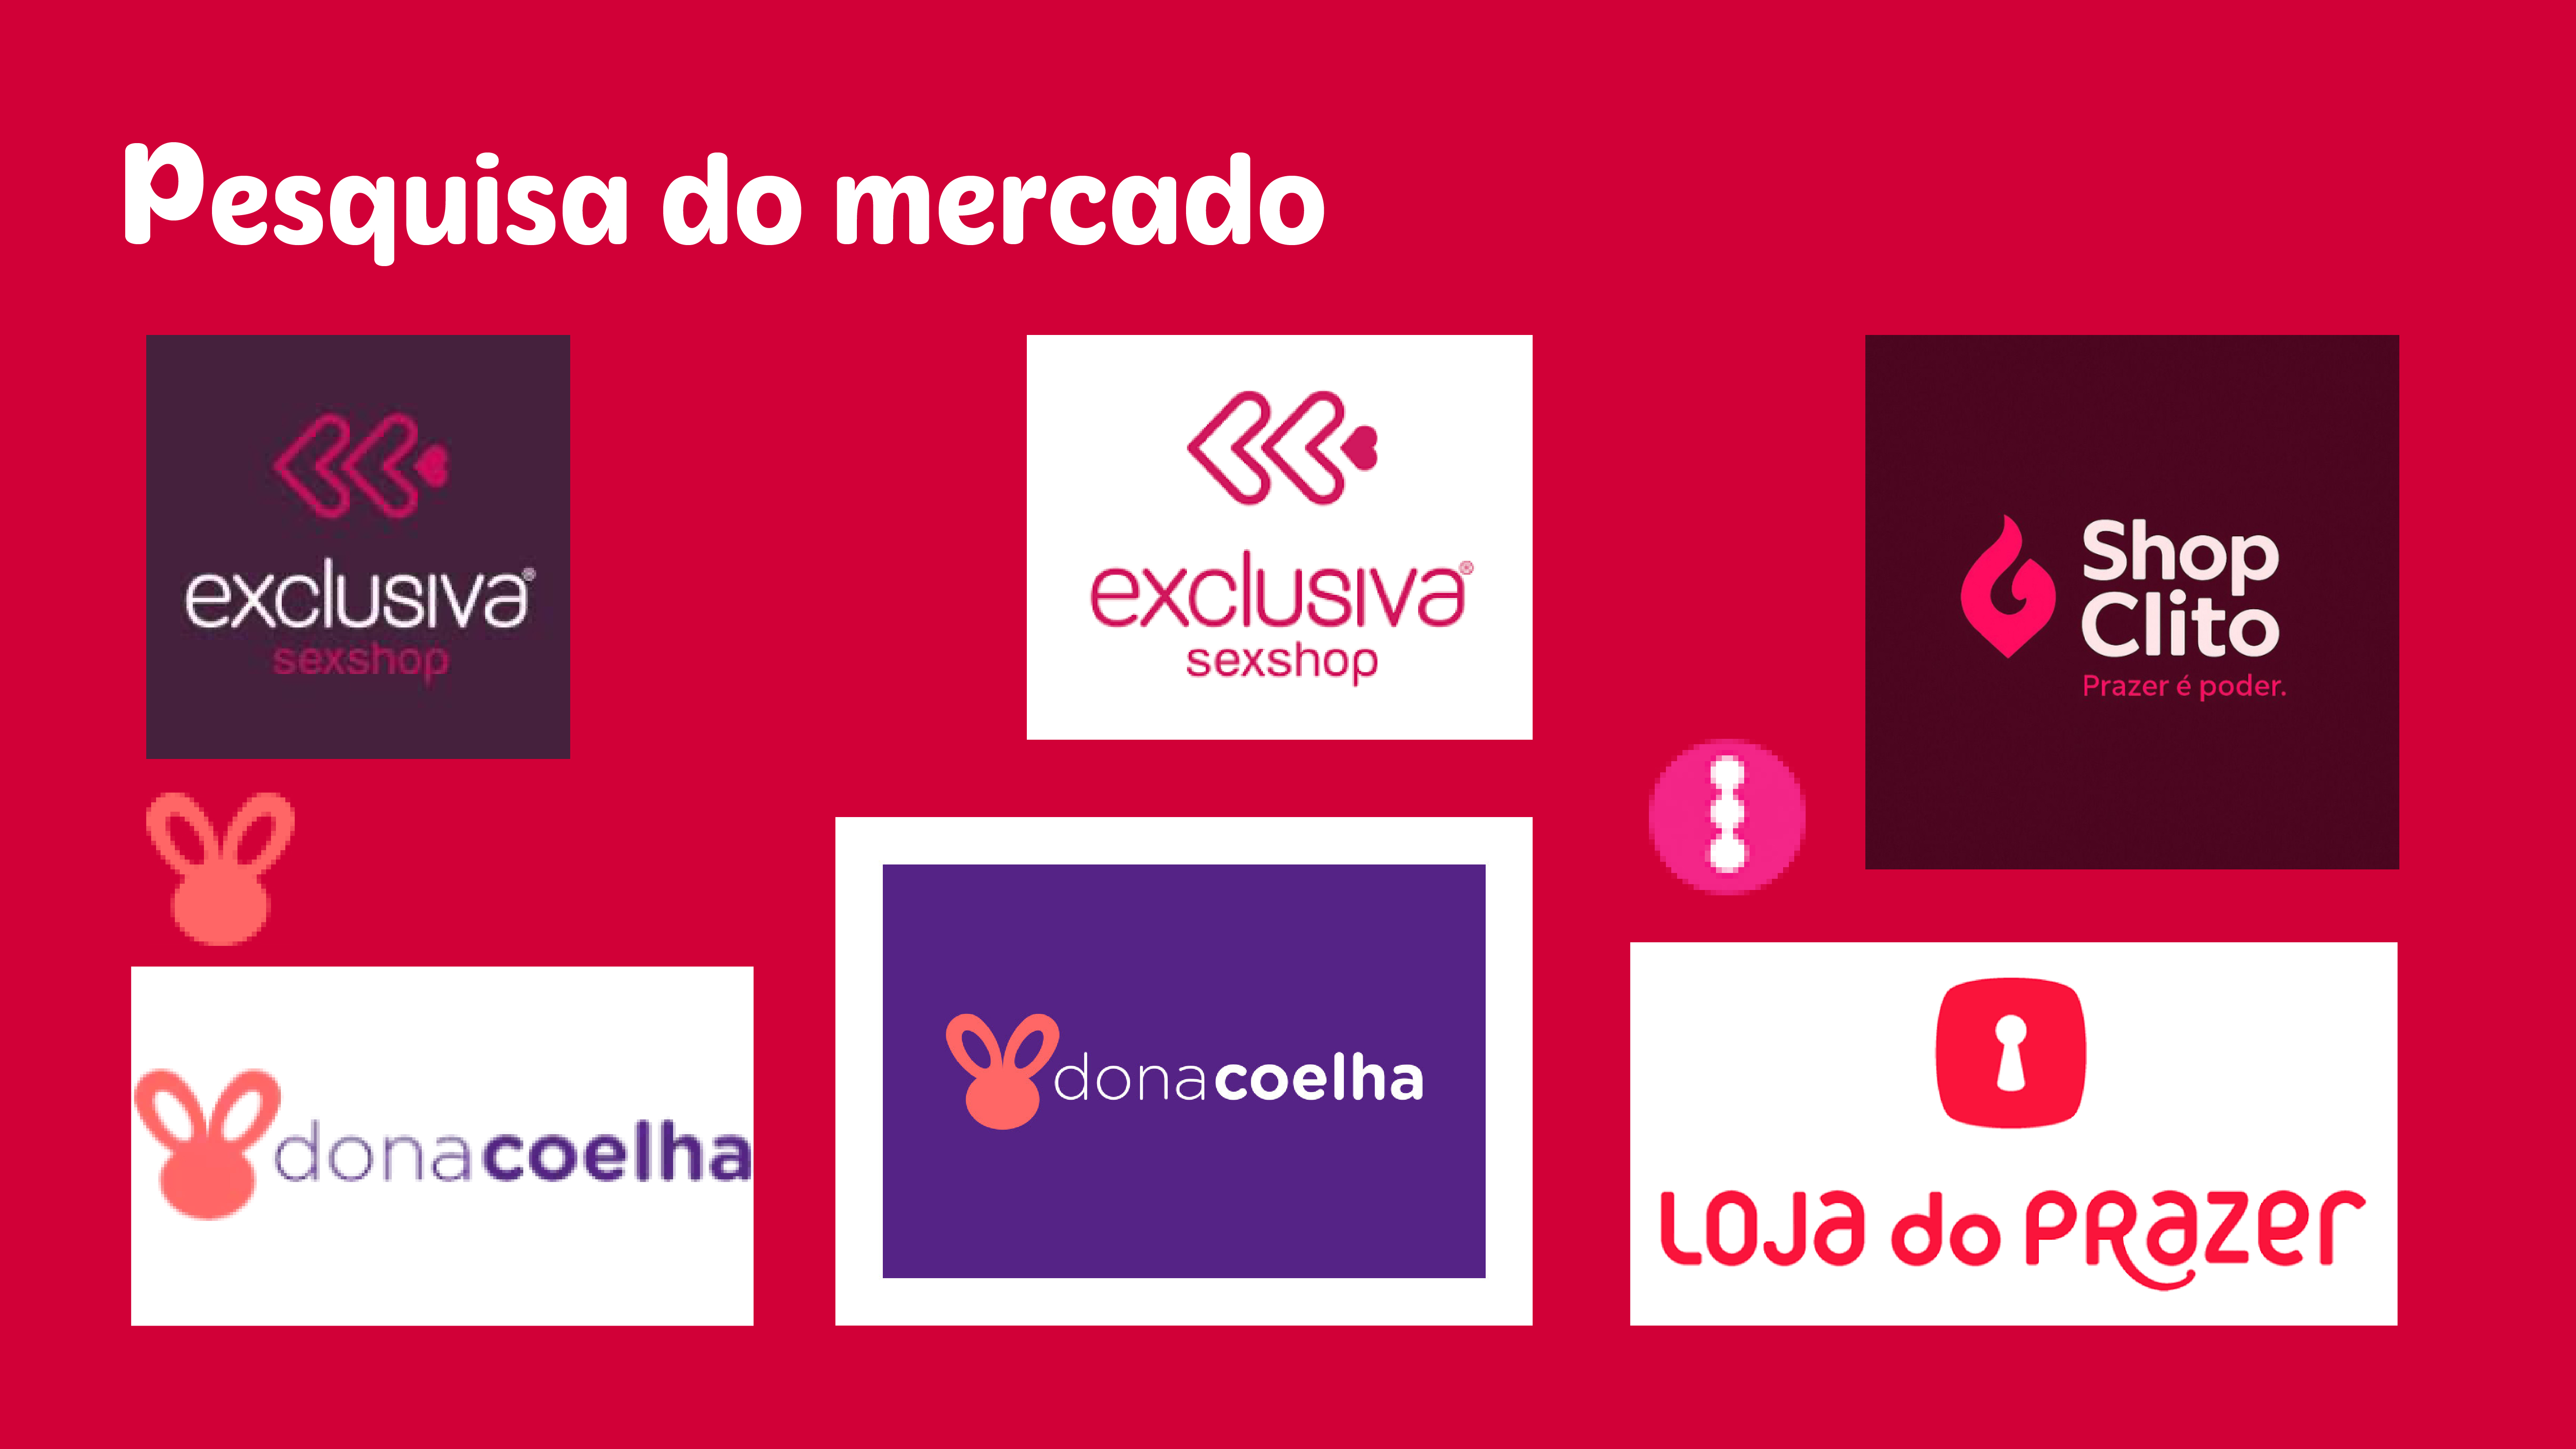 Pesquisa do mercado
exclusiva®
sexshop
exclusiva®
sexshop
Shop
Clito
Prazer é poder.
donacoelha
donacoelha
LOJa do PRazer